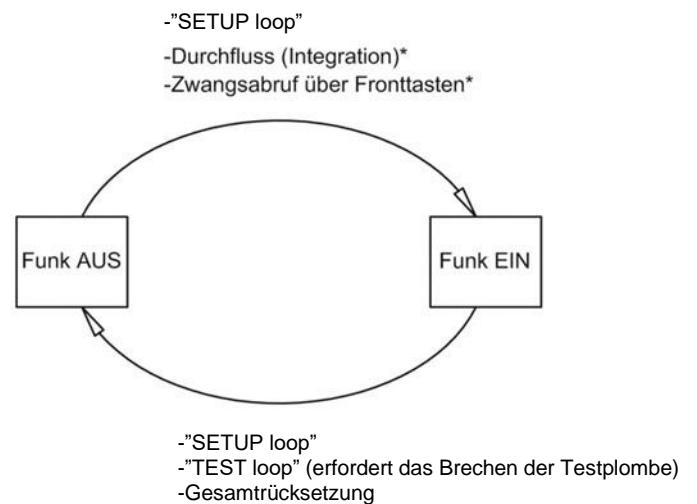 -”SETUP loop”
-Durchfluss (Integration)*
-Zwangsabruf über Fronttasten*
Funk AUS
Funk EIN
-”SETUP loop”
-”TEST loop” (erfordert das Brechen der Testplombe)
-Gesamtrücksetzung